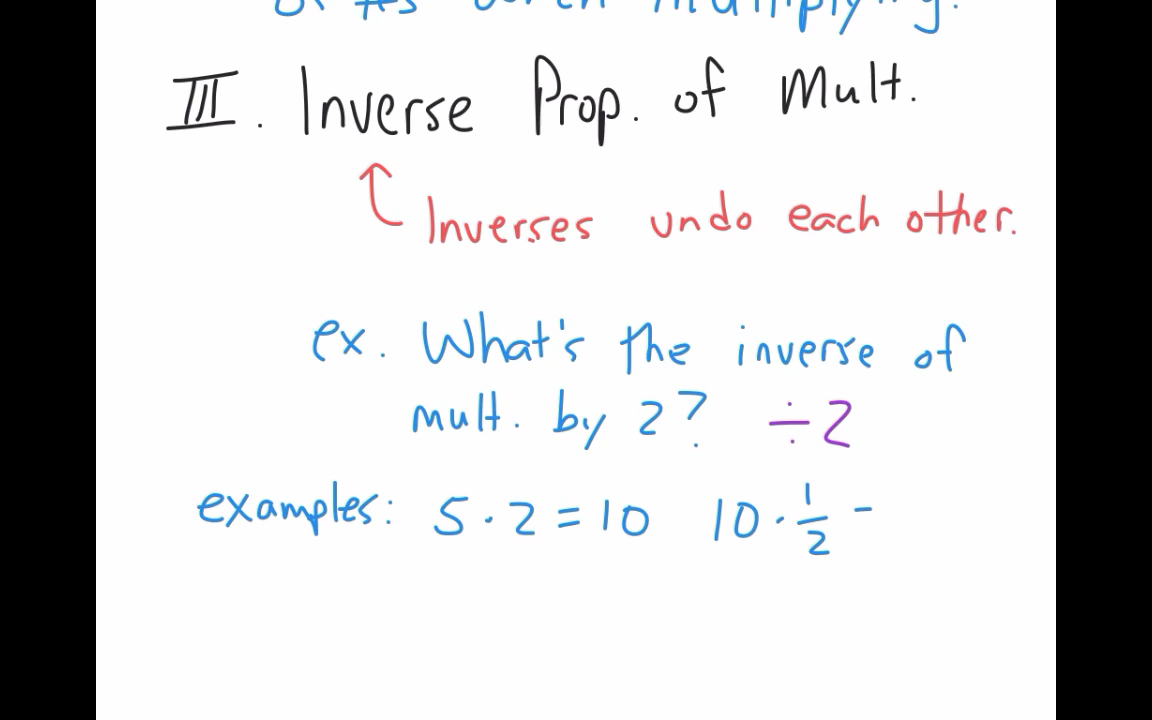 multiplying.
III. Inverse Prop. of Mult.
Inverses undo each other.
ex. What's the inverse of
mult. by 2? ÷2
examples: 5 · 2 = 10 10 · 1/2 -